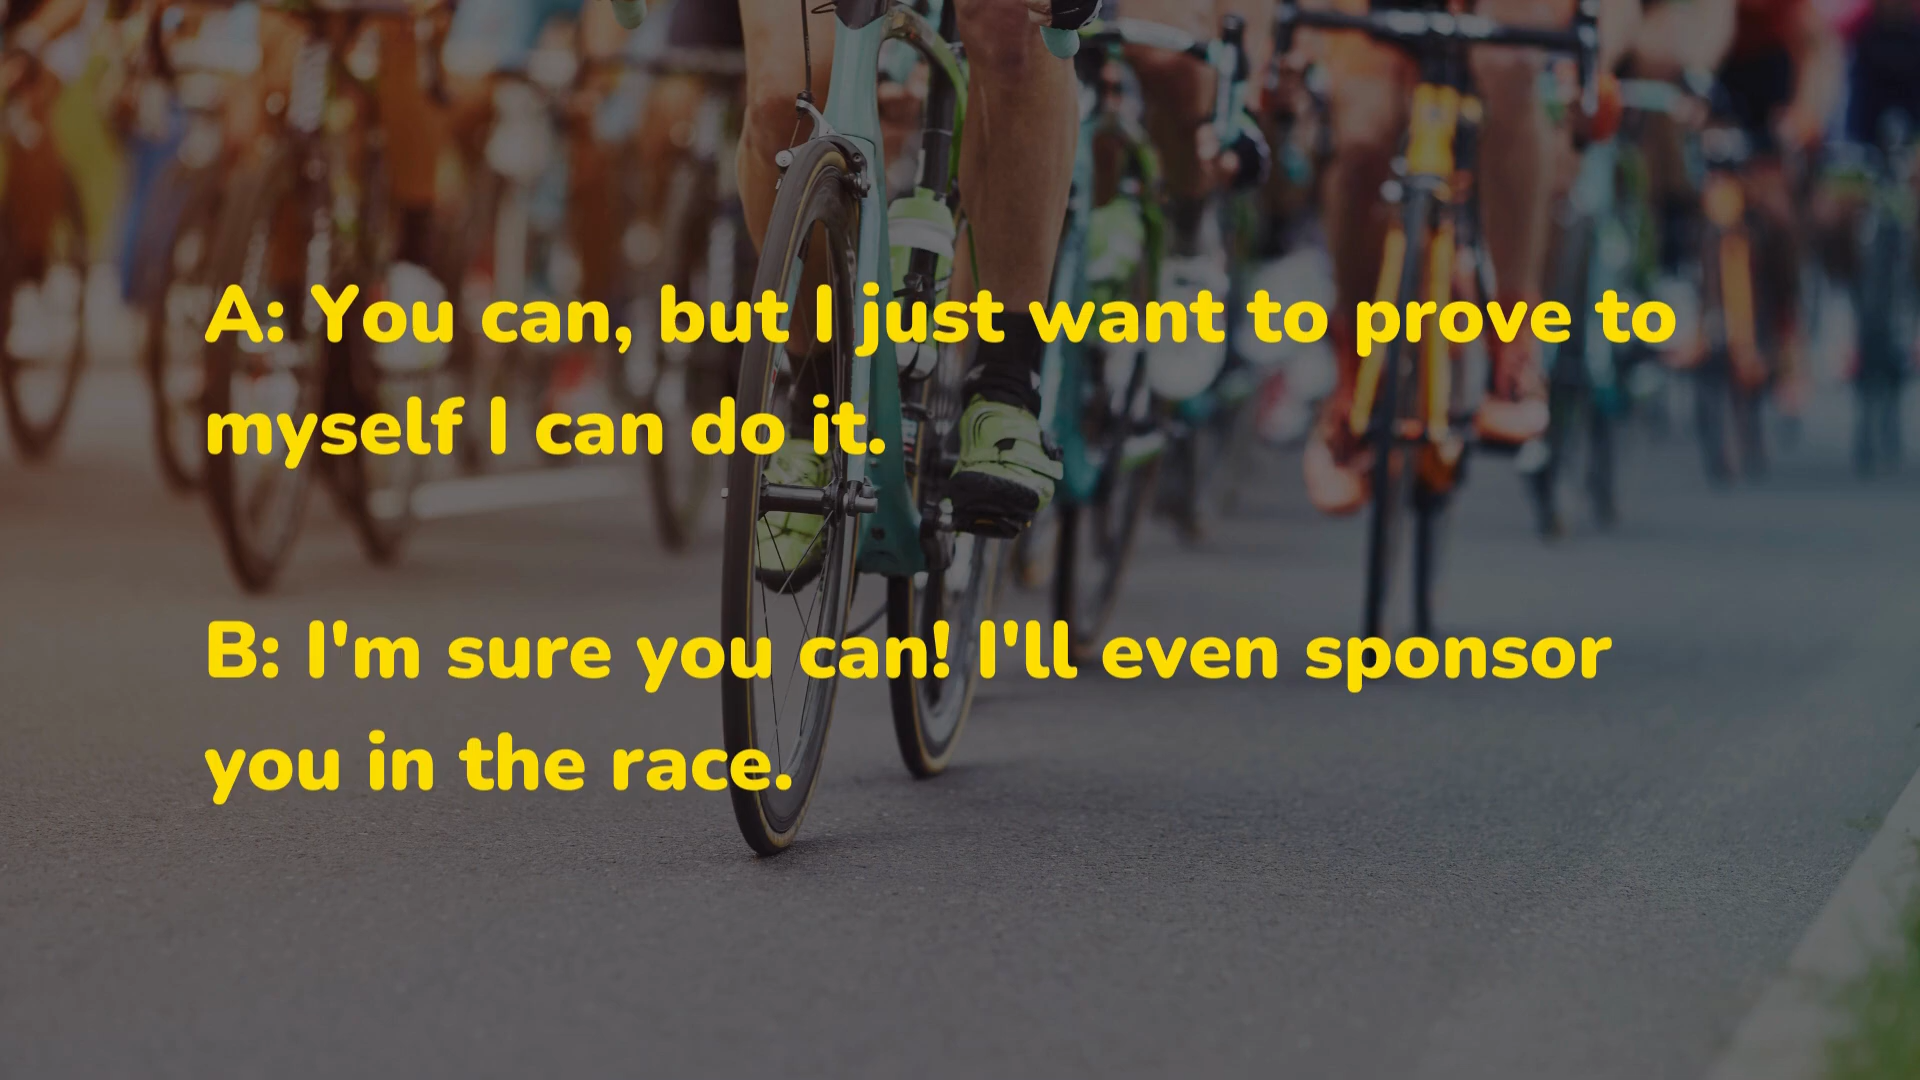 A: You can, but I just want to prove to
myself I can do it.
B: I'm sure you can! I'll even sponsor
you in the race.